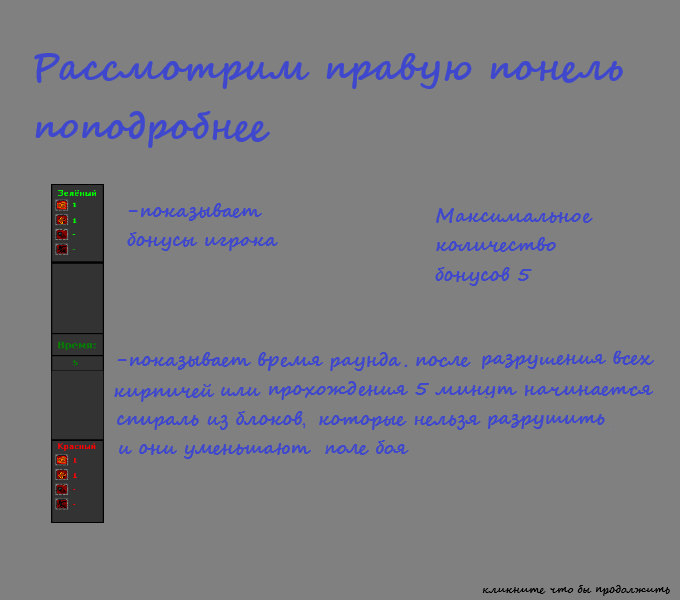 Рассмотрим правую понель
поподробнее
Зелёный
1
1
-
-
-показывает
бонусы игрока
Максимальное
количество
бонусов 5
Время:
5
-показывает время раунда. после разрушения всех
кирпичей или прохождения 5 минут начинается
спираль из блоков, которые нельзя разрушить
и они уменьшают поле боя
Красный
1
1
-
-
кликните что бы продолжить